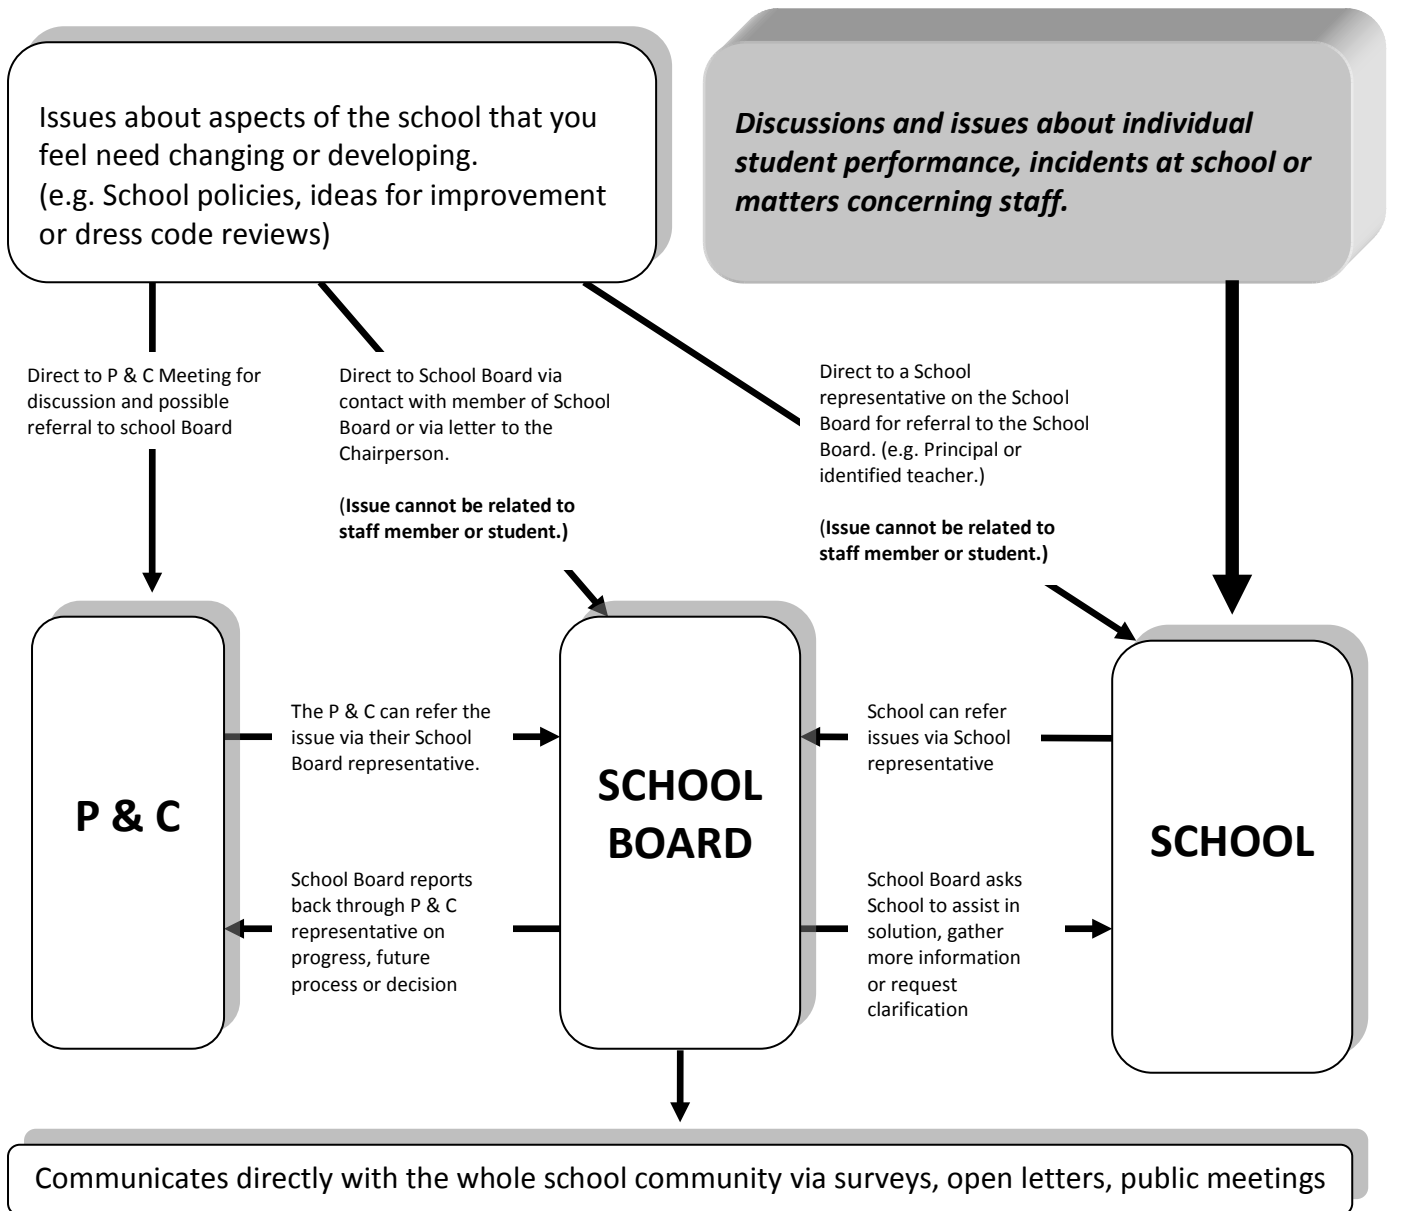 Issues about aspects of the school that you
feel need changing or developing.
(e.g. School policies, ideas for improvement
or dress code reviews)
Discussions and issues about individual
student performance, incidents at school or
matters concerning staff.
Direct to P & C Meeting for
discussion and possible
referral to school Board
Direct to School Board via
contact with member of School
Board or via letter to the
Chairperson.
(Issue cannot be related to
staff member or student.)
Direct to a School
representative on the School
Board for referral to the School
Board. (e.g. Principal or
identified teacher.)
(Issue cannot be related to
staff member or student.)
P & C
The P & C can refer the
issue via their School
Board representative.
School Board reports
back through P & C
representative on
progress, future
process or decision
SCHOOL
BOARD
School can refer
issues via School
representative
School Board asks
School to assist in
solution, gather
more information
or request
clarification
SCHOOL
Communicates directly with the whole school community via surveys, open letters, public meetings